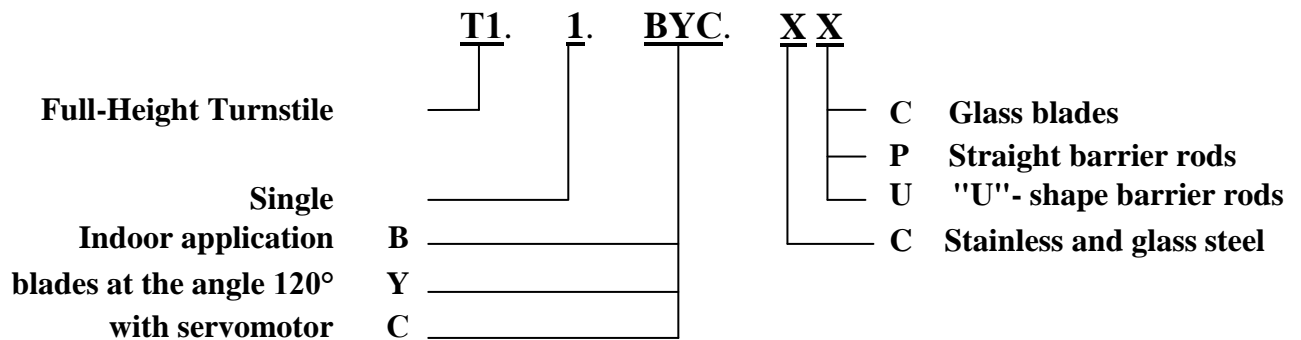 T1. 1. BYC. X X
Full-Height Turnstile
Single
Indoor application B
blades at the angle 120° Y
with servomotor C
C Glass blades
P Straight barrier rods
U "U"- shape barrier rods
C Stainless and glass steel